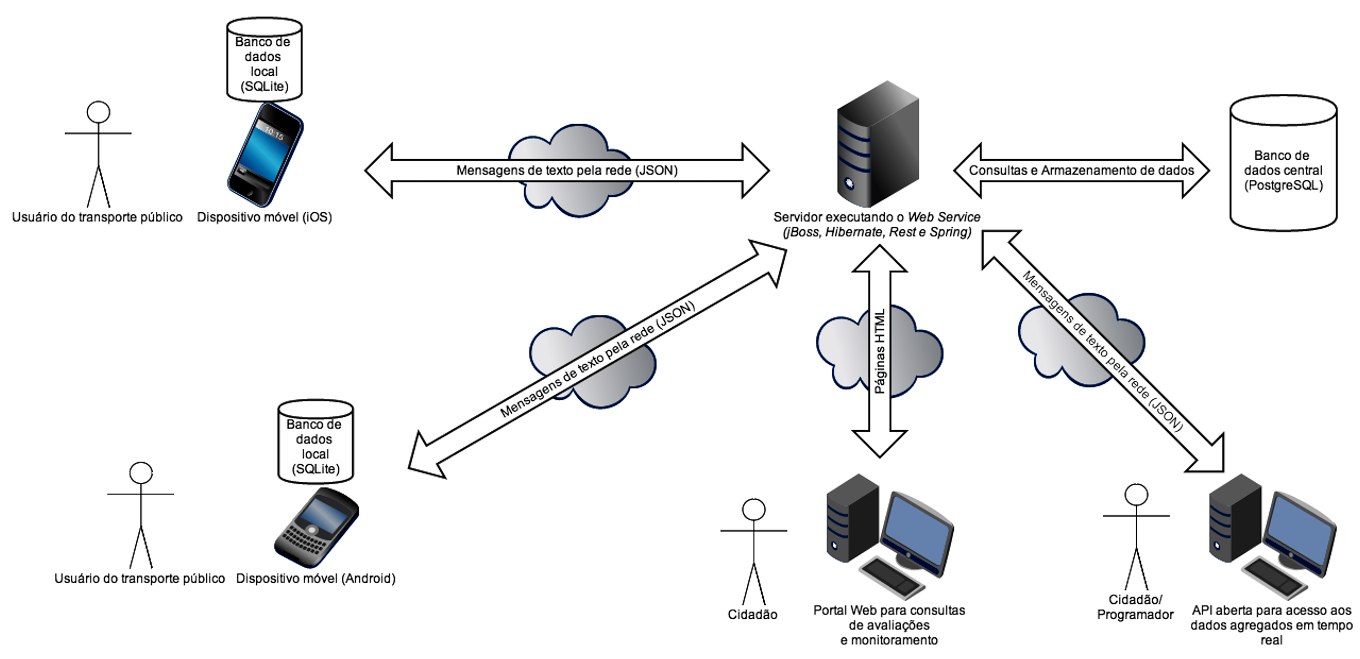 Banco de
dados
local
(SQLite)
10:15
Usuário do transporte público
Dispositivo móvel (iOS)
Mensagens de texto pela rede (JSON)
Servidor executando o Web Service
(jBoss, Hibernate, Rest e Spring)
Consultas e Armazenamento de dados
Banco de
dados central
(PostgreSQL)
Mensagens de texto pela rede (JSON)
Páginas HTML
Mensagens de texto pela rede (JSON)
Banco de
dados
local
(SQLite)
Usuário do transporte público
Dispositivo móvel (Android)
Cidadão
Portal Web para consultas
de avaliações
e monitoramento
Cidadão/
Programador
API aberta para acesso aos
dados agregados em tempo
real